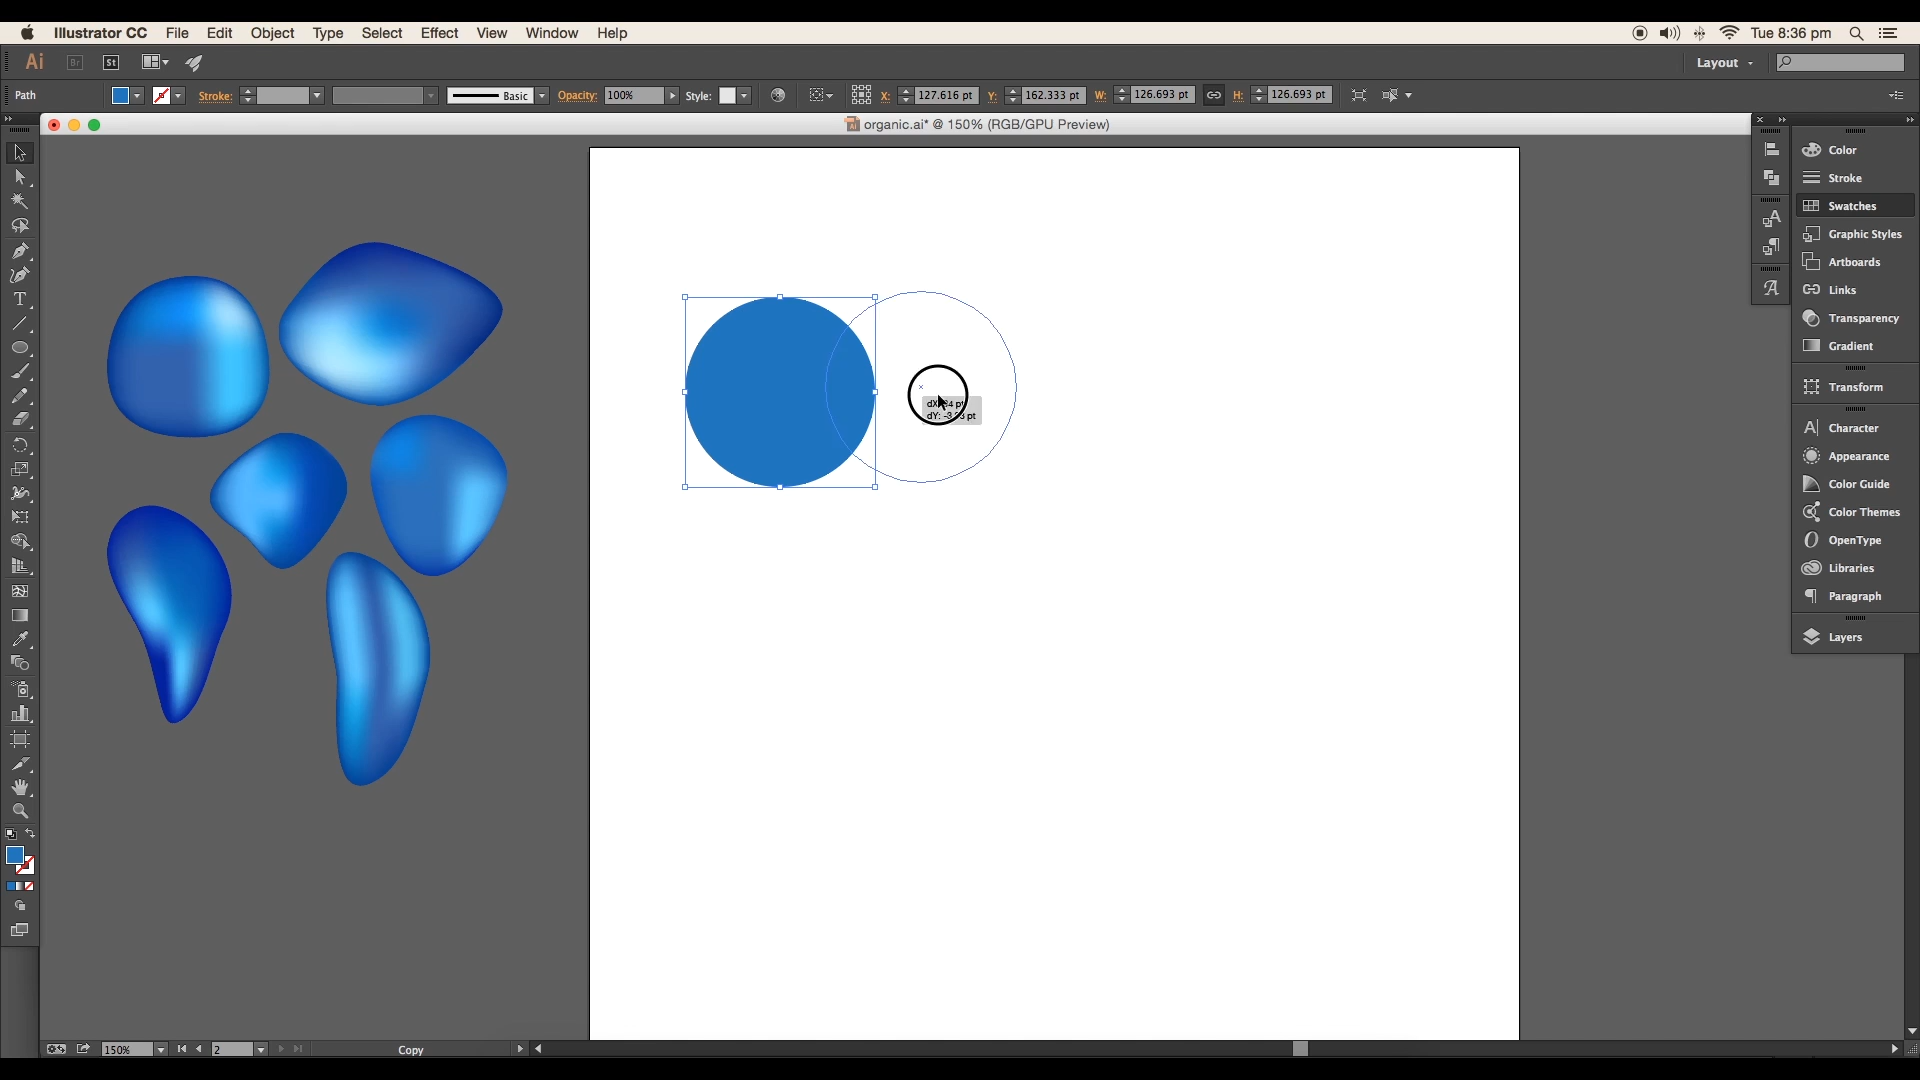 Illustrator CC File Edit Object Type Select Effect View Window Help Tue 8:36 pm
Ai Br St Layout
Path Stroke: Basic Opacity: 100% Style: X: 127.616 pt Y: 162.333 pt W: 126.693 pt H: 126.693 pt
organic.ai* @ 150% (RGB/GPU Preview)
Color
Stroke
Swatches
Graphic Styles
Artboards
Links
Transparency
Gradient
Transform
Character
Appearance
Color Guide
Color Themes
OpenType
Libraries
Paragraph
Layers
150% 2 Copy